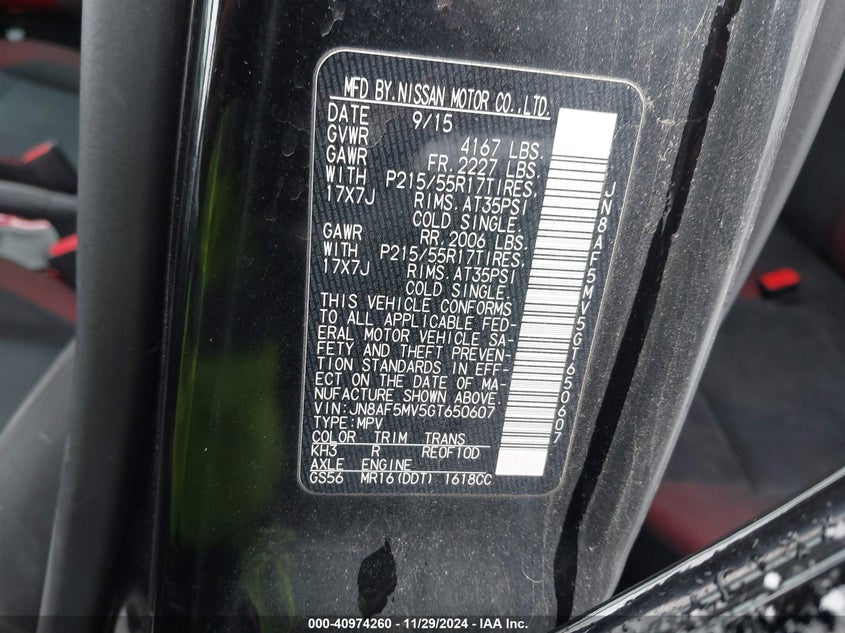 MFD BY.NISSAN MOTOR CO.,LTD.
DATE 9/15
GVWR 4167 LBS.
GAWR FR.2227 LBS.
WITH P215/55R17TIRES,
17X7J RIMS.AT35PSI
COLD SINGLE.
GAWR RR.2006 LBS.
WITH P215/55R17TIRES,
17X7J RIMS.AT35PSI
COLD SINGLE.
THIS VEHICLE CONFORMS
TO ALL APPLICABLE FED-
ERAL MOTOR VEHICLE SA-
FETY AND THEFT PREVEN-
TION STANDARDS IN EFF-
ECT ON THE DATE OF MA-
NUFACTURE SHOWN ABOVE.
VIN:JN8AF5MV5GT650607
TYPE:MPV
COLOR TRIM TRANS
KH3 R RE0F10D
AXLE ENGINE
GS56 MR16(DDT) 1618CC
JN8AF5MV5GT650607
000-40974260 - 11/29/2024 - IAA Inc.